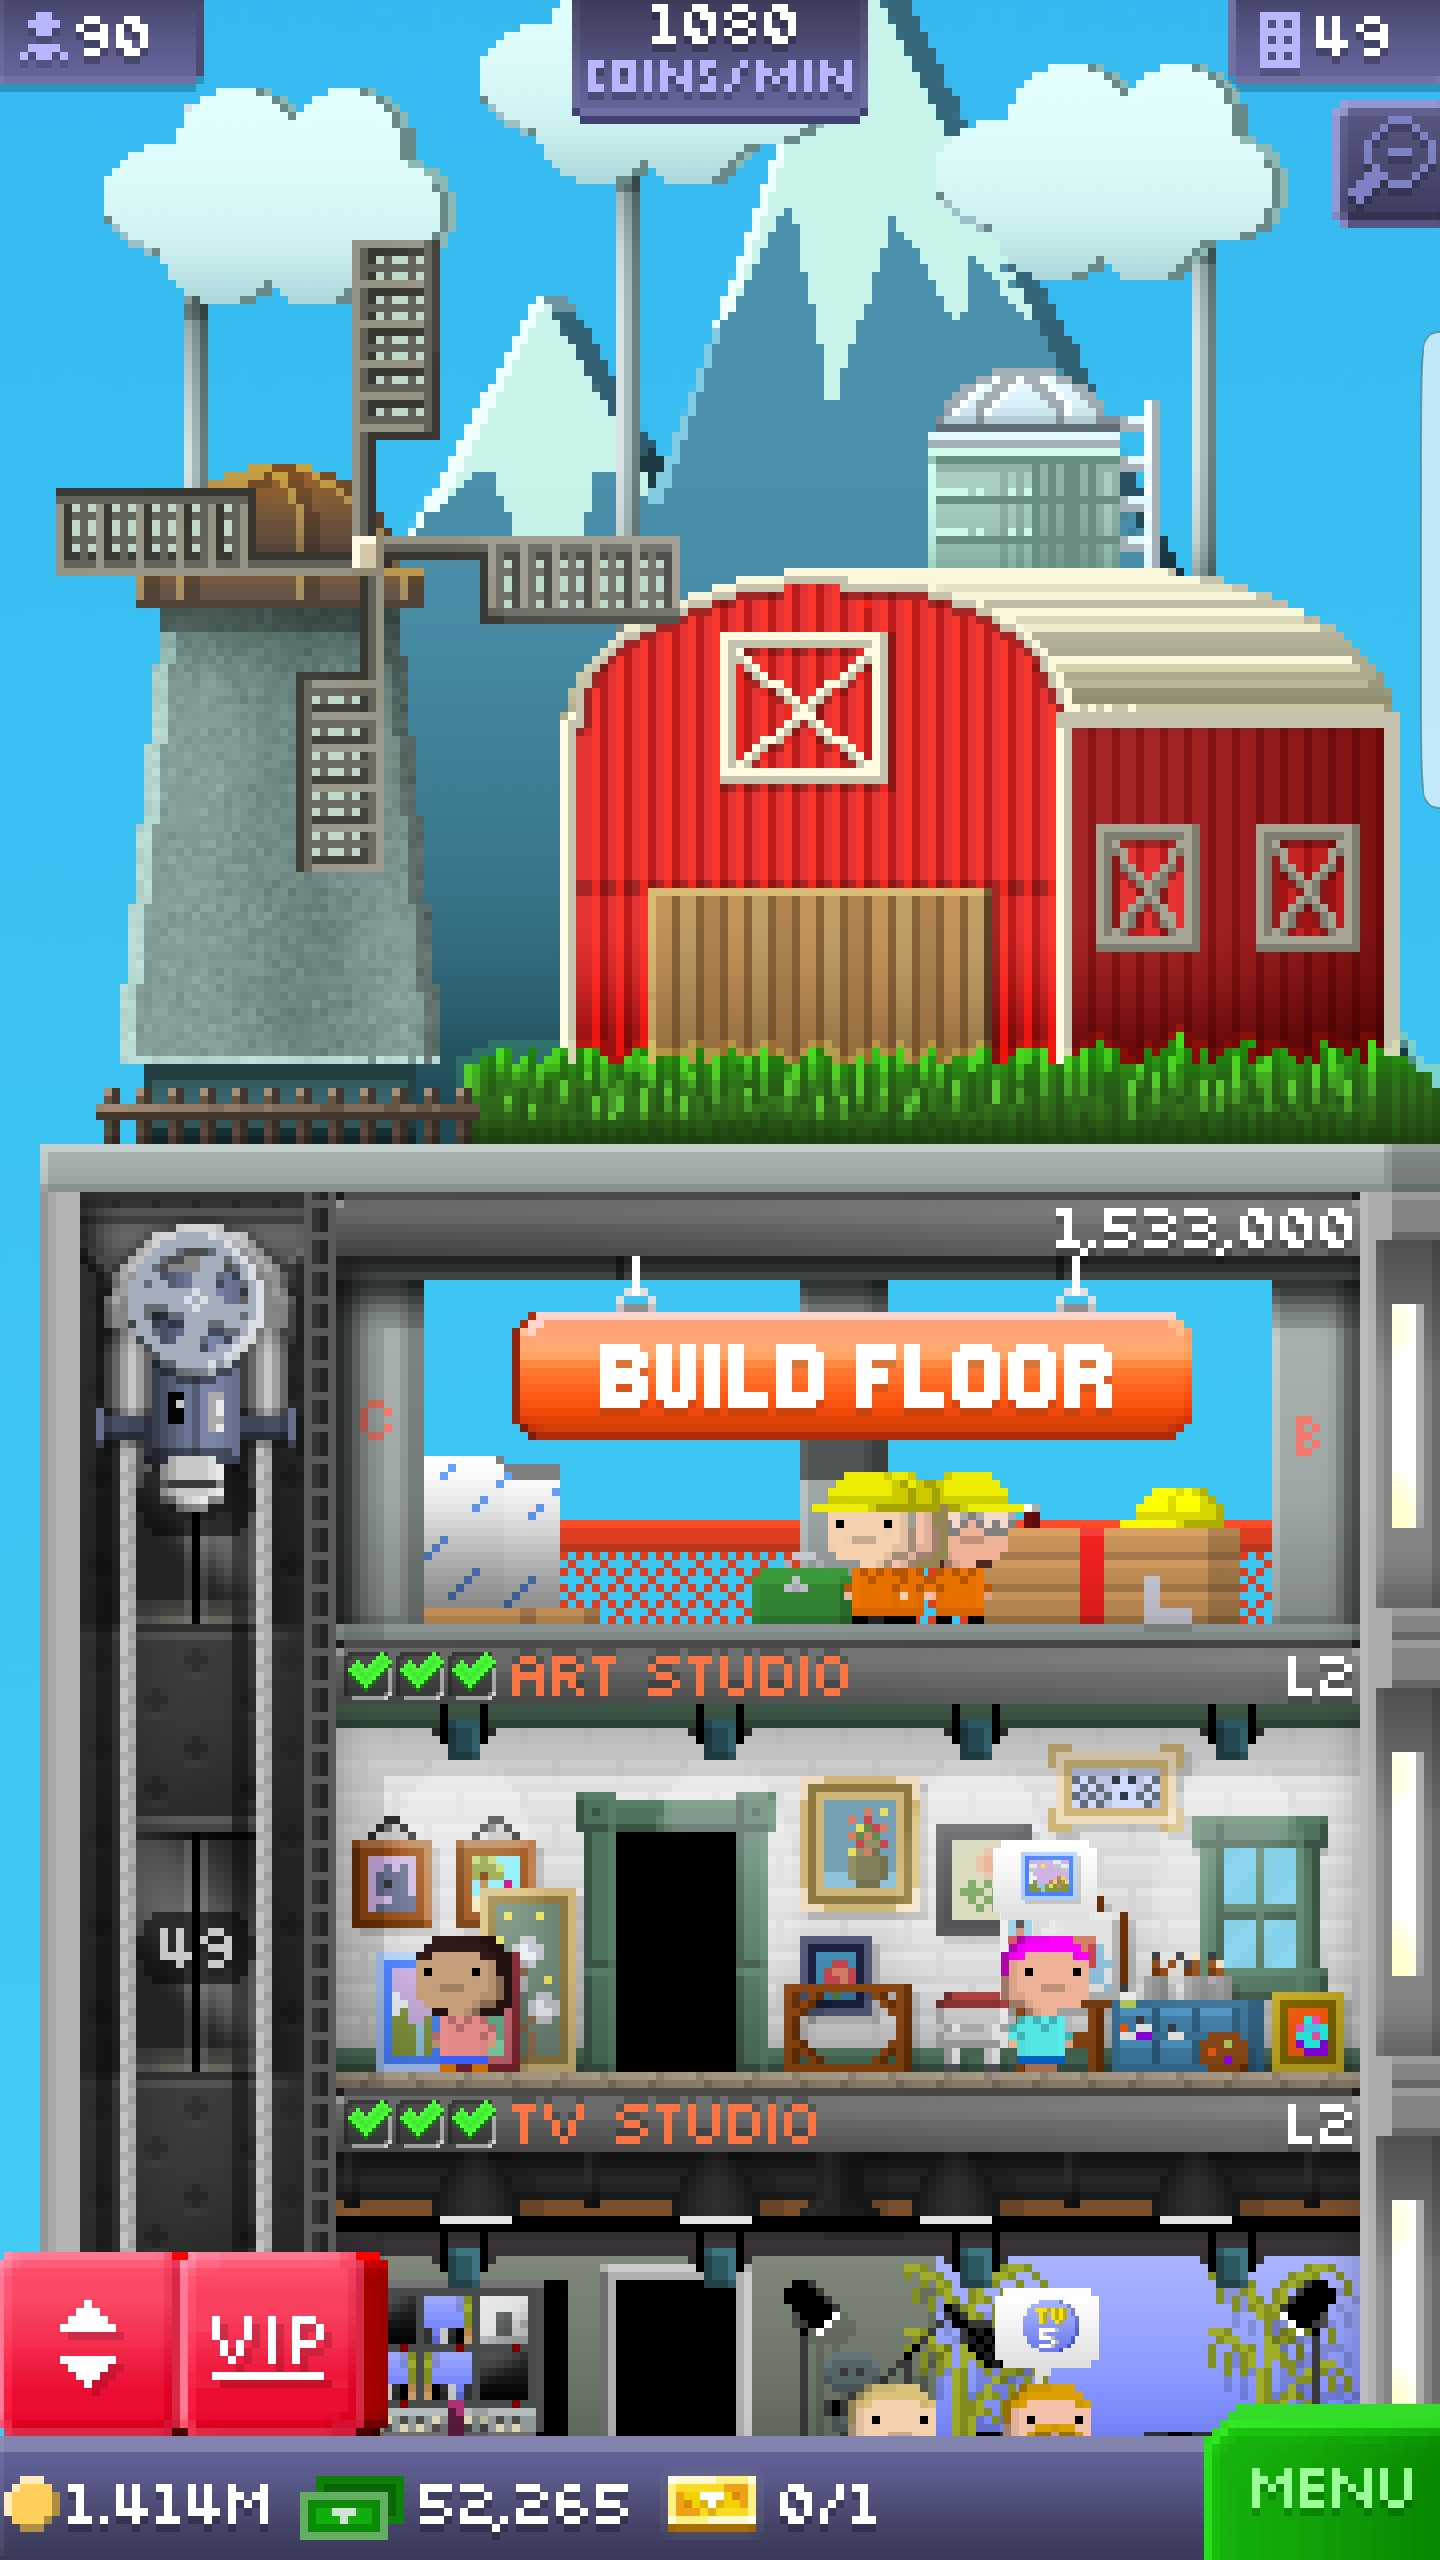 90
1080
COINS/MIN
49
1,533,000
BUILD FLOOR
C
B
ART STUDIO
L2
49
TV STUDIO
L2
TV
5
VIP
1.414M
52,265
0/1
MENU